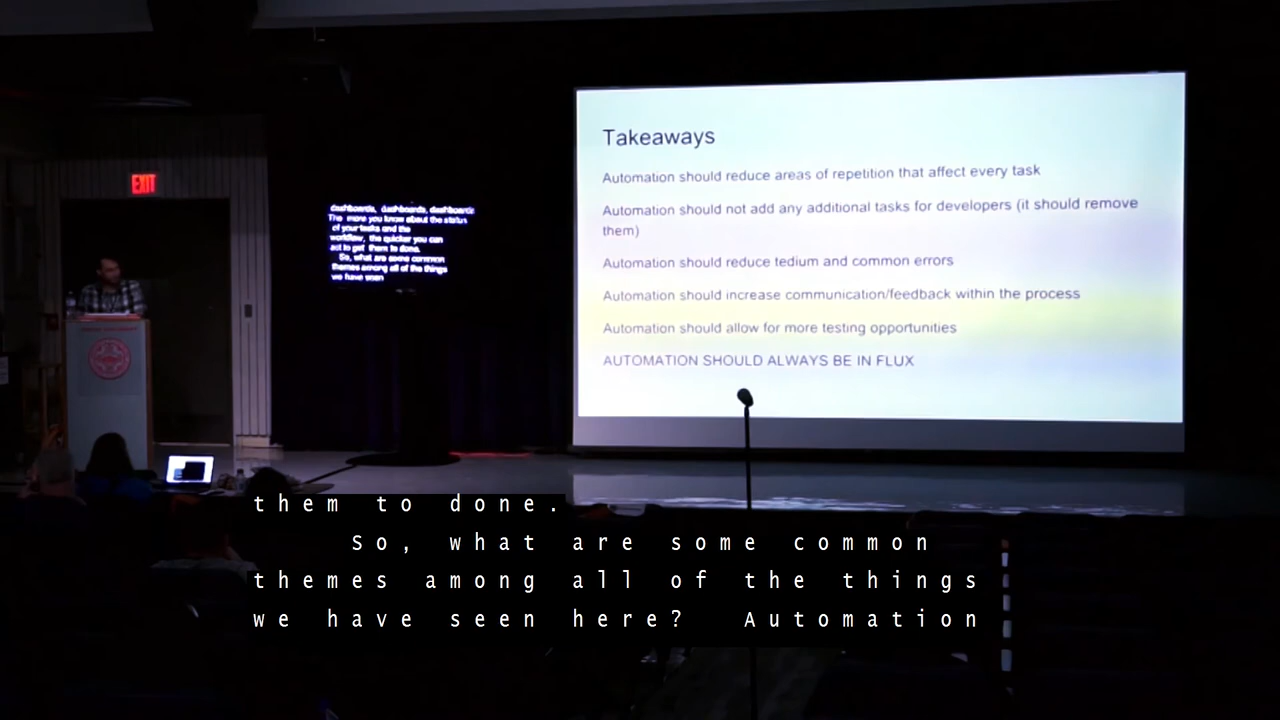 EXIT
dashboards, dashboards, dashboards
The more you know about the status
of your tasks and the
workflow, the quicker you can
act to get them to done.
So, what are some common
themes among all of the things
we have seen
Takeaways
Automation should reduce areas of repetition that affect every task
Automation should not add any additional tasks for developers (it should remove
them)
Automation should reduce tedium and common errors
Automation should increase communication/feedback within the process
Automation should allow for more testing opportunities
AUTOMATION SHOULD ALWAYS BE IN FLUX
them to done.
So, what are some common
themes among all of the things
we have seen here? Automation